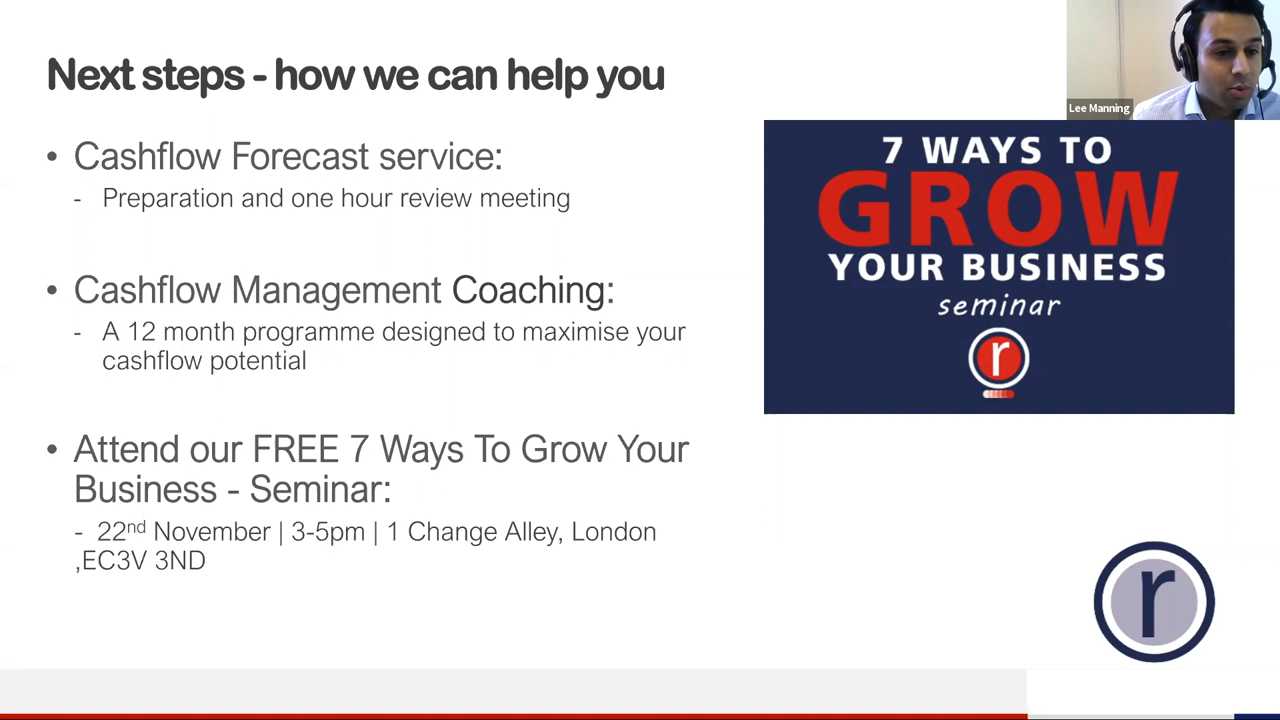 Next steps - how we can help you
Lee Manning
• Cashflow Forecast service:
- Preparation and one hour review meeting
• Cashflow Management Coaching:
- A 12 month programme designed to maximise your
cashflow potential
• Attend our FREE 7 Ways To Grow Your
Business - Seminar:
- 22nd November | 3-5pm | 1 Change Alley, London
,EC3V 3ND
7 WAYS TO
GROW
YOUR BUSINESS
seminar
r
r